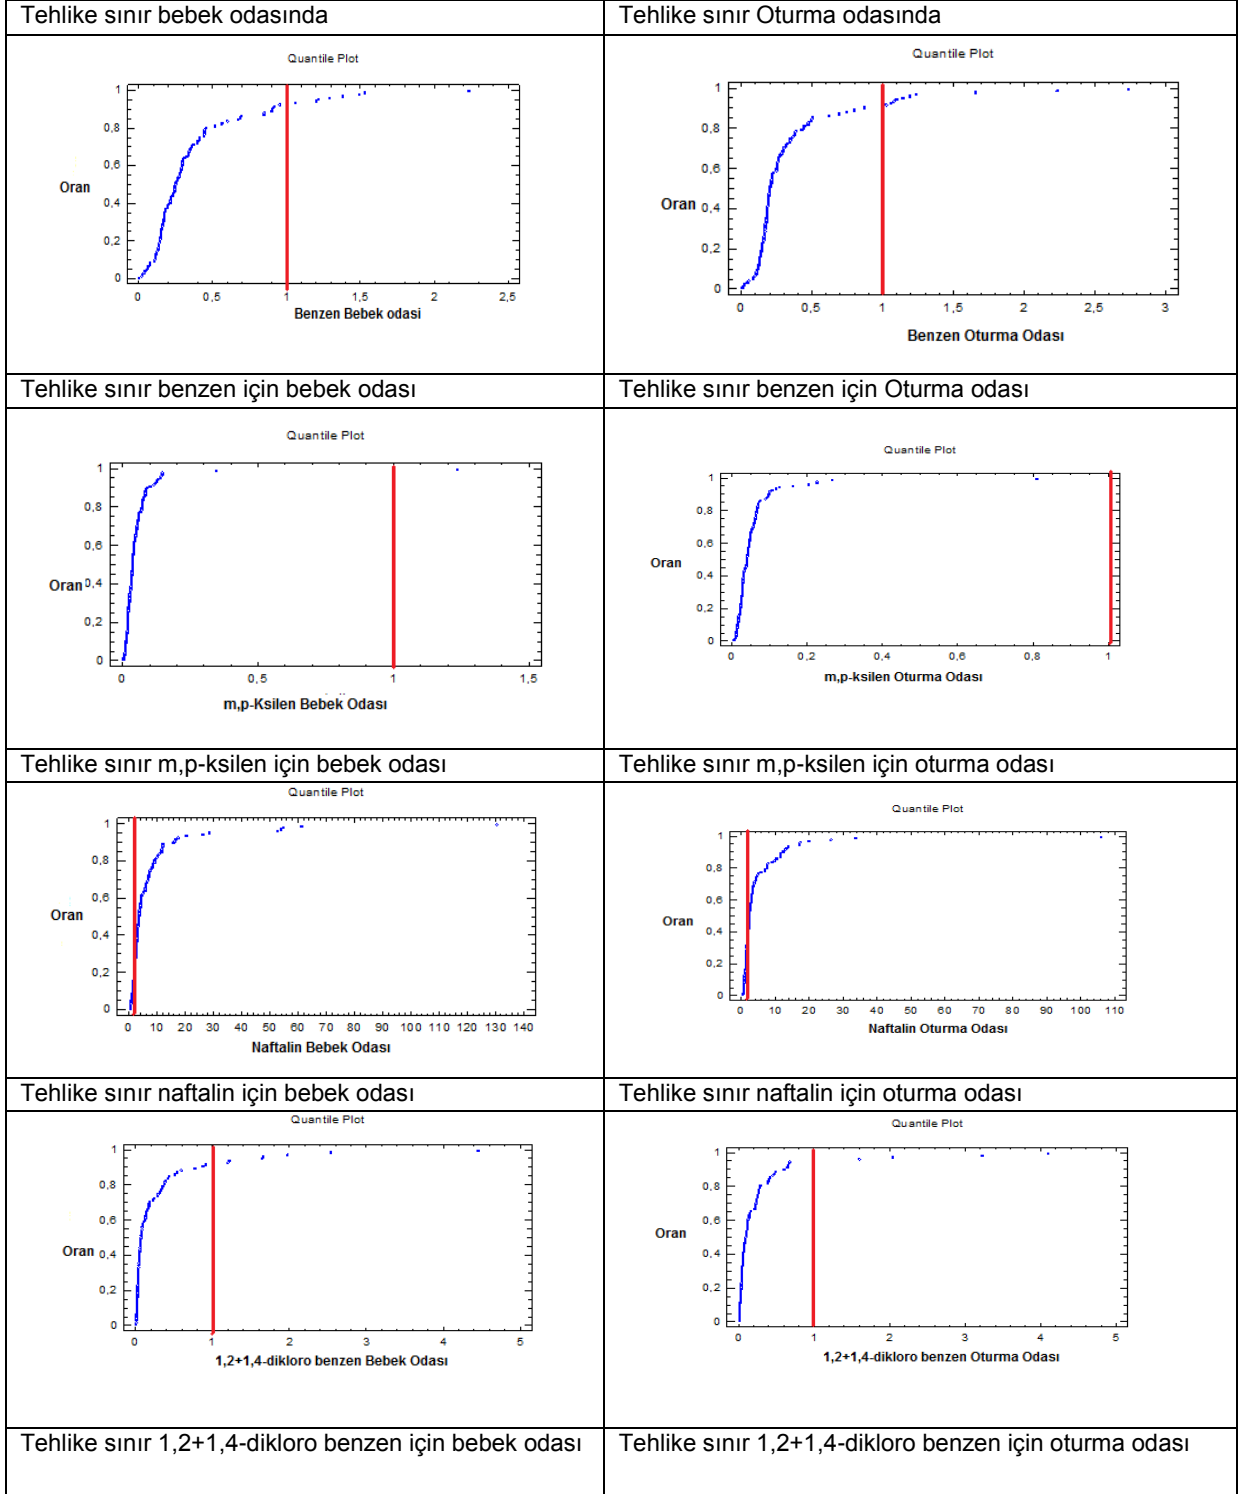 Tehlike sınır bebek odasında
Tehlike sınır Oturma odasında
Quantile Plot
1
0,8
0,6
0,4
0,2
0
Oran
0 0,5 1 1,5 2 2,5
Benzen Bebek odasi
Quantile Plot
1
0,8
0,6
0,4
0,2
0
Oran
0 0,5 1 1,5 2 2,5 3
Benzen Oturma Odası
Tehlike sınır benzen için bebek odası
Tehlike sınır benzen için Oturma odası
Quantile Plot
1
0,8
0,6
0,4
0,2
0
Oran
0 0,5 1 1,5
m,p-Ksilen Bebek Odası
Quantile Plot
1
0,8
0,6
0,4
0,2
0
Oran
0 0,2 0,4 0,6 0,8 1
m,p-ksilen Oturma Odası
Tehlike sınır m,p-ksilen için bebek odası
Tehlike sınır m,p-ksilen için oturma odası
Quantile Plot
1
0,8
0,6
0,4
0,2
0
Oran
0 10 20 30 40 50 60 70 80 90 100 110 120 130 140
Naftalin Bebek Odası
Quantile Plot
1
0,8
0,6
0,4
0,2
0
Oran
0 10 20 30 40 50 60 70 80 90 100 110
Naftalin Oturma Odası
Tehlike sınır naftalin için bebek odası
Tehlike sınır naftalin için oturma odası
Quantile Plot
1
0,8
0,6
0,4
0,2
0
Oran
0 1 2 3 4 5
1,2+1,4-dikloro benzen Bebek Odası
Quantile Plot
1
0,8
0,6
0,4
0,2
0
Oran
0 1 2 3 4 5
1,2+1,4-dikloro benzen Oturma Odası
Tehlike sınır 1,2+1,4-dikloro benzen için bebek odası
Tehlike sınır 1,2+1,4-dikloro benzen için oturma odası